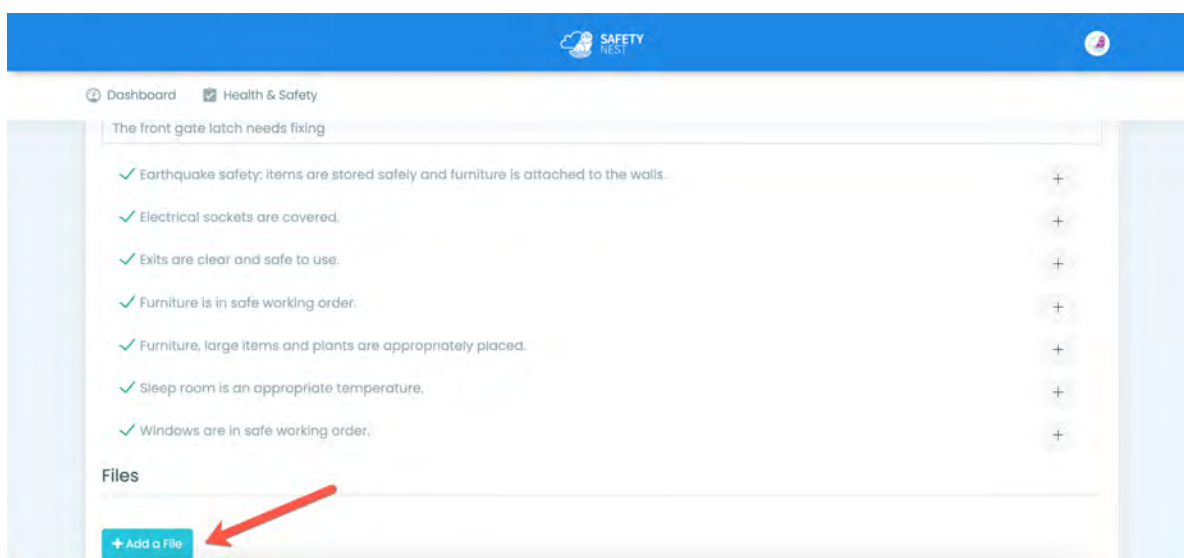 SAFETY
NEST
Dashboard Health & Safety
The front gate latch needs fixing
Earthquake safety: items are stored safely and furniture is attached to the walls.
Electrical sockets are covered.
Exits are clear and safe to use.
Furniture is in safe working order.
Furniture, large items and plants are appropriately placed.
Sleep room is an appropriate temperature.
Windows are in safe working order.
Files
+ Add a File